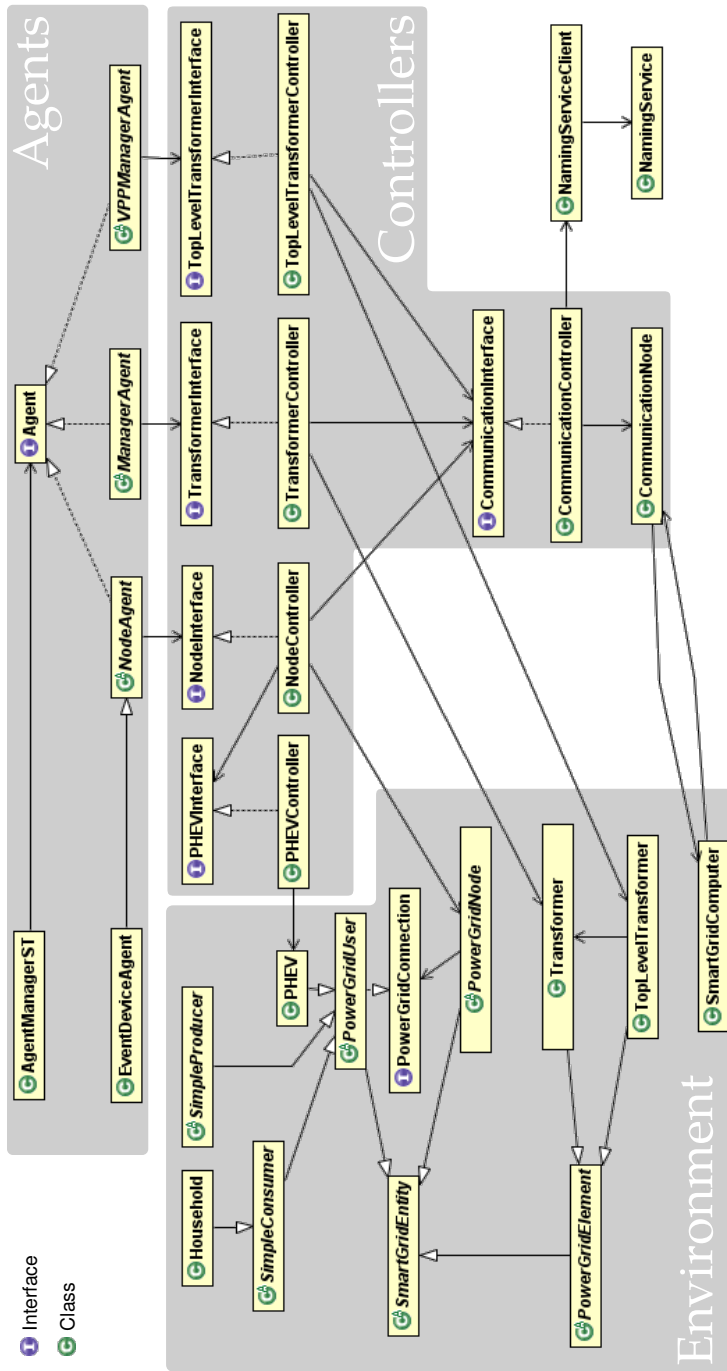 Interface
Class
Agents
AgentManagerST
Agent
EventDeviceAgent
NodeAgent
ManagerAgent
VPPManagerAgent
Controllers
PHEVInterface
NodeInterface
TransformerInterface
TopLevelTransformerInterface
PHEVController
NodeController
TransformerController
TopLevelTransformerController
CommunicationInterface
CommunicationController
NamingServiceClient
CommunicationNode
NamingService
Environment
Household
SimpleProducer
SimpleConsumer
PHEV
PowerGridUser
SmartGridEntity
PowerGridConnection
PowerGridNode
PowerGridElement
Transformer
TopLevelTransformer
SmartGridComputer